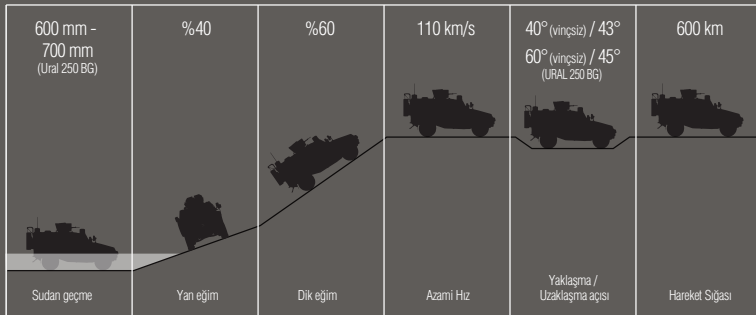 600 mm -
700 mm
(Ural 250 BG)
%40
%60
110 km/s
40° (vinçsiz) / 43°
60° (vinçsiz) / 45°
(URAL 250 BG)
600 km
Sudan geçme
Yan eğim
Dik eğim
Azami Hız
Yaklaşma /
Uzaklaşma açısı
Hareket Sığası